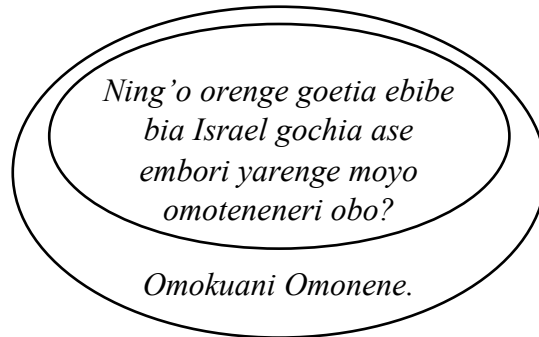 Ning’o orenge goetia ebibe
bia Israel gochia ase
embori yarenge moyo
omoteneneri obo?
Omokuani Omonene.